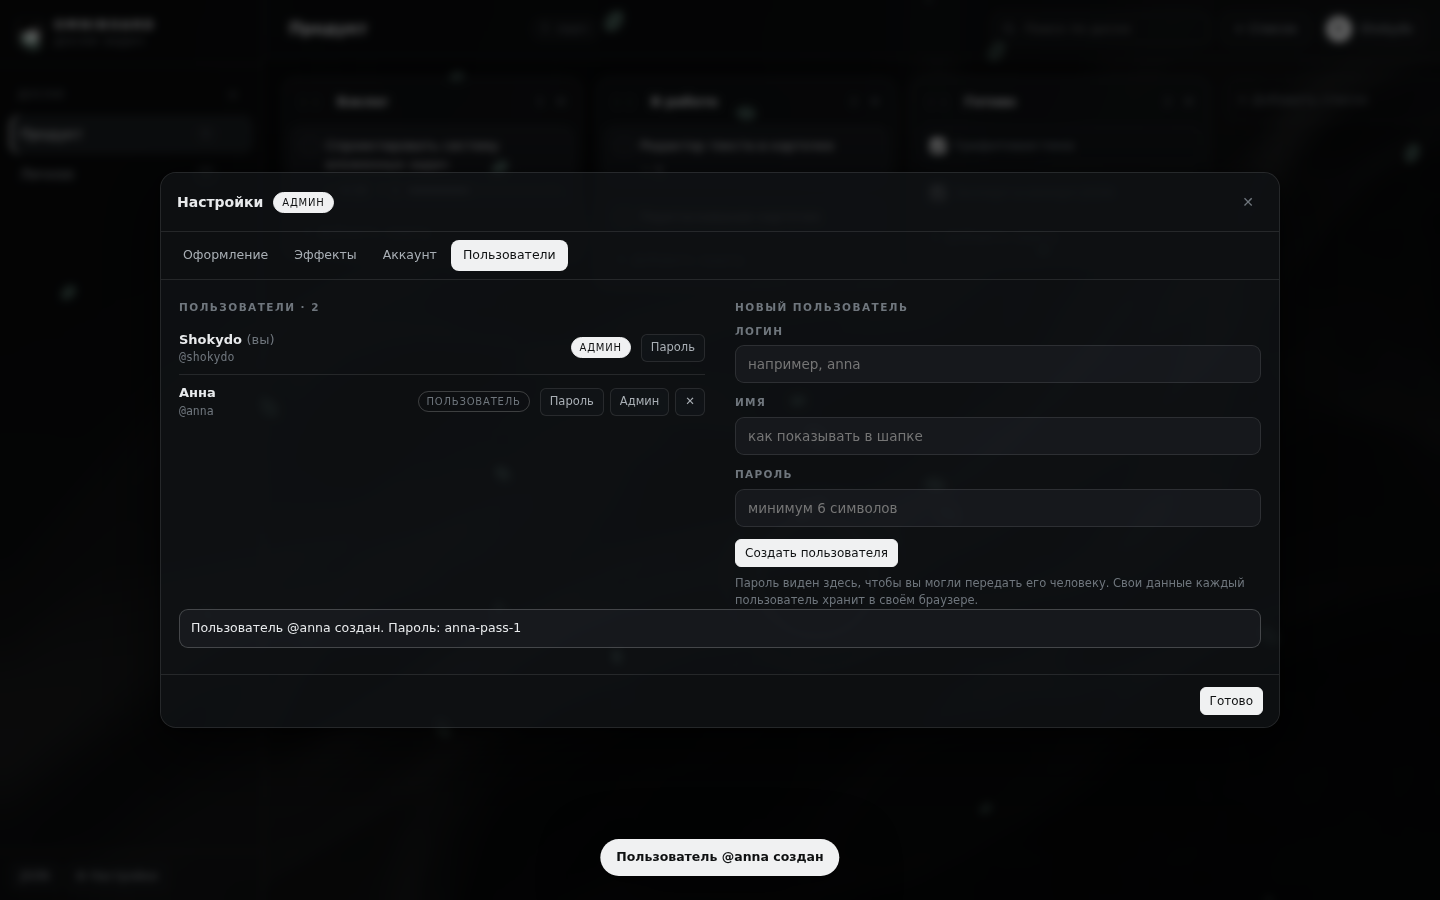 Продукт
Настройки АДМИН ✕
Оформление Эффекты Аккаунт Пользователи
ПОЛЬЗОВАТЕЛИ · 2
Shokydo (вы)
@shokydo
АДМИН Пароль
Анна
@anna
ПОЛЬЗОВАТЕЛЬ Пароль Админ ✕
НОВЫЙ ПОЛЬЗОВАТЕЛЬ
ЛОГИН
например, anna
ИМЯ
как показывать в шапке
ПАРОЛЬ
минимум 6 символов
Создать пользователя
Пароль виден здесь, чтобы вы могли передать его человеку. Свои данные каждый
пользователь хранит в своём браузере.
Пользователь @anna создан. Пароль: anna-pass-1
Готово
Пользователь @anna создан